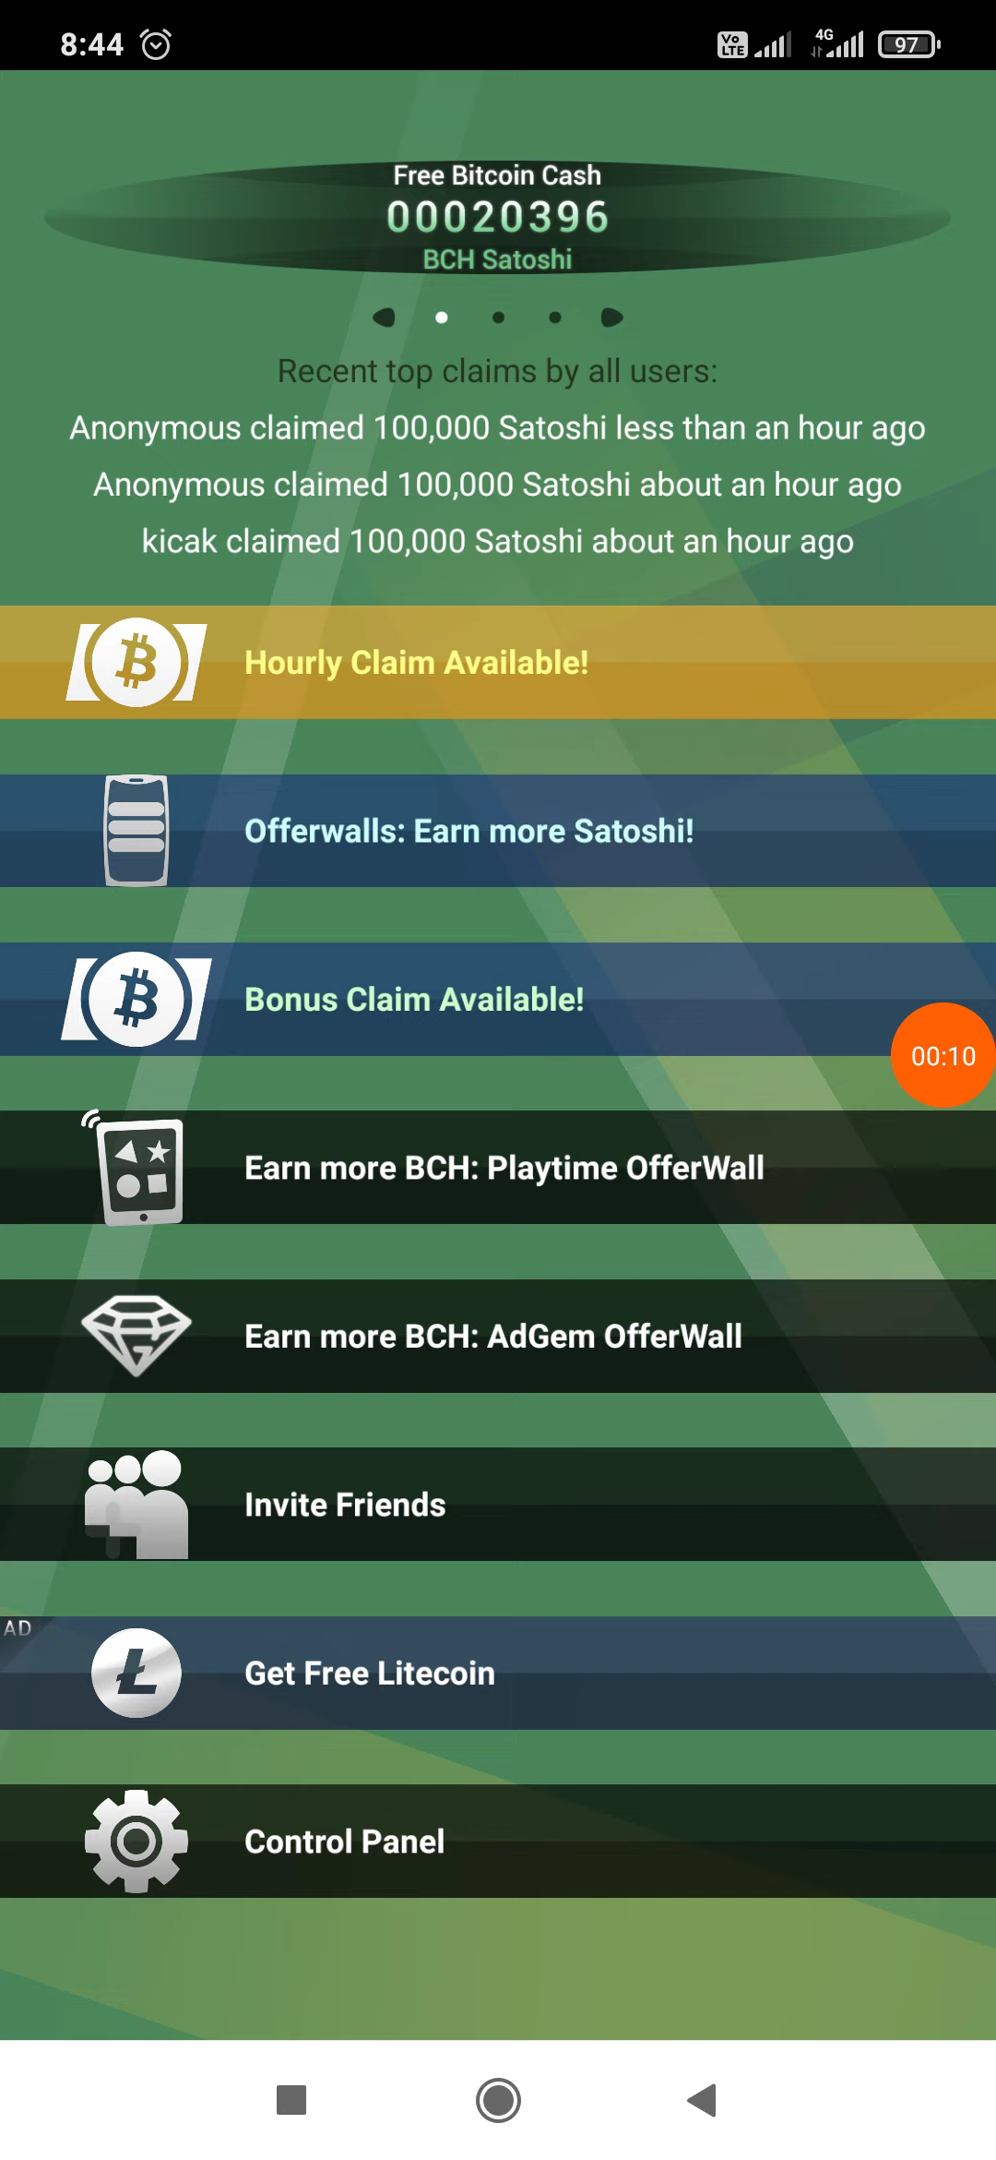 8:44
Vo LTE
4G
97
Free Bitcoin Cash
00020396
BCH Satoshi
Recent top claims by all users:
Anonymous claimed 100,000 Satoshi less than an hour ago
Anonymous claimed 100,000 Satoshi about an hour ago
kicak claimed 100,000 Satoshi about an hour ago
Hourly Claim Available!
Offerwalls: Earn more Satoshi!
Bonus Claim Available!
00:10
Earn more BCH: Playtime OfferWall
Earn more BCH: AdGem OfferWall
Invite Friends
AD
Get Free Litecoin
Control Panel